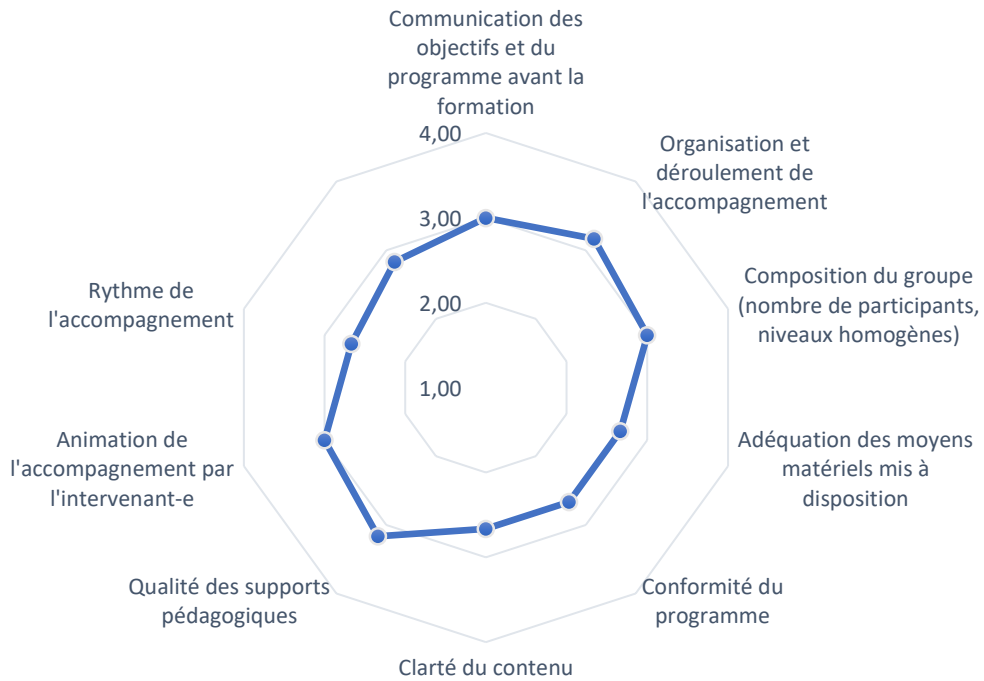 Communication des
objectifs et du
programme avant la
formation
4,00
3,00
2,00
1,00
Organisation et
déroulement de
l'accompagnement
Composition du groupe
(nombre de participants,
niveaux homogènes)
Adéquation des moyens
matériels mis à
disposition
Conformité du
programme
Clarté du contenu
Qualité des supports
pédagogiques
Animation de
l'accompagnement par
l'intervenant-e
Rythme de
l'accompagnement